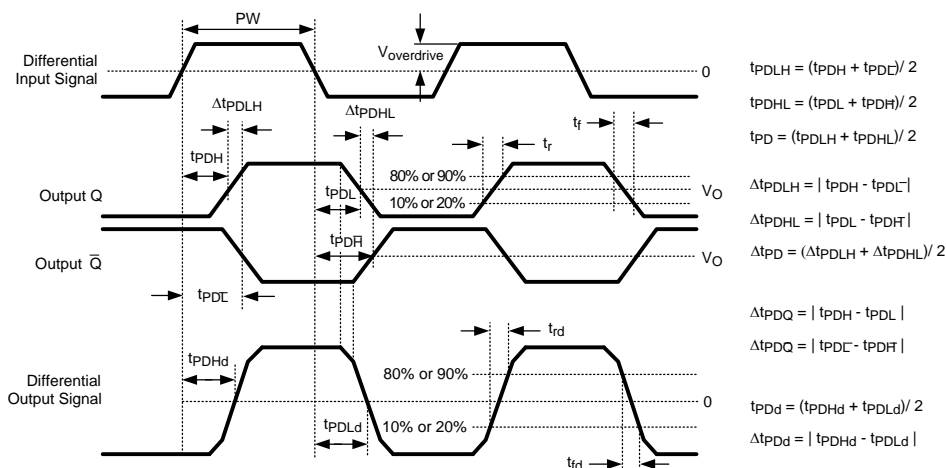 PW
Differential
Input Signal
Voverdrive
0
ΔtPDLH
ΔtPDHL
tPDH
tr
tf
Output Q
tPDL
80% or 90%
10% or 20%
VO
tPDH̅
Output Q̅
VO
tPDL̅
tPDHd
Differential
Output Signal
tPDLd
trd
80% or 90%
0
10% or 20%
tfd
tPDLH = (tPDH + tPDL̅)/ 2
tPDHL = (tPDL + tPDH̅)/ 2
tPD = (tPDLH + tPDHL)/ 2
ΔtPDLH = | tPDH - tPDL̅ |
ΔtPDHL = | tPDL - tPDH̅ |
ΔtPD = (ΔtPDLH + ΔtPDHL)/ 2
ΔtPDQ = | tPDH - tPDL |
ΔtPDQ̅ = | tPDL̅ - tPDH̅ |
tPDd = (tPDHd + tPDLd)/ 2
ΔtPDd = | tPDHd - tPDLd |